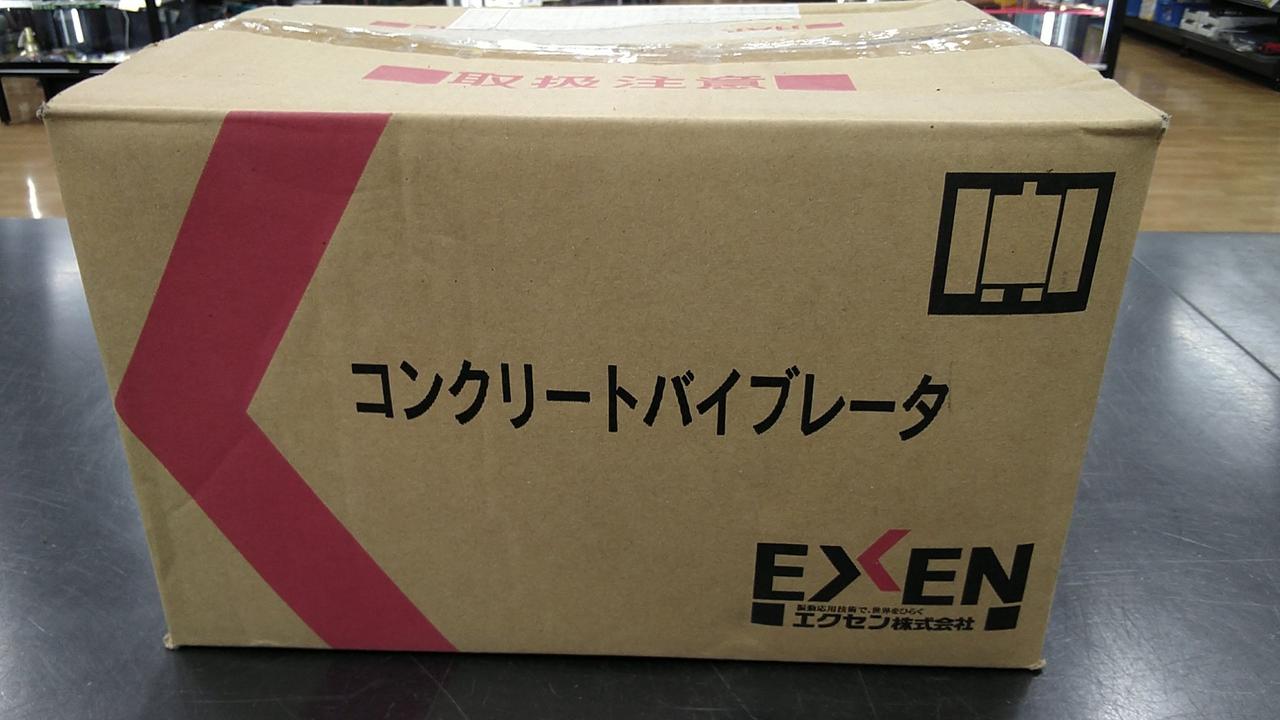 取扱注意
コンクリートバイブレータ
EXEN
振動応用技術で、世界をひらく
エクセン株式会社